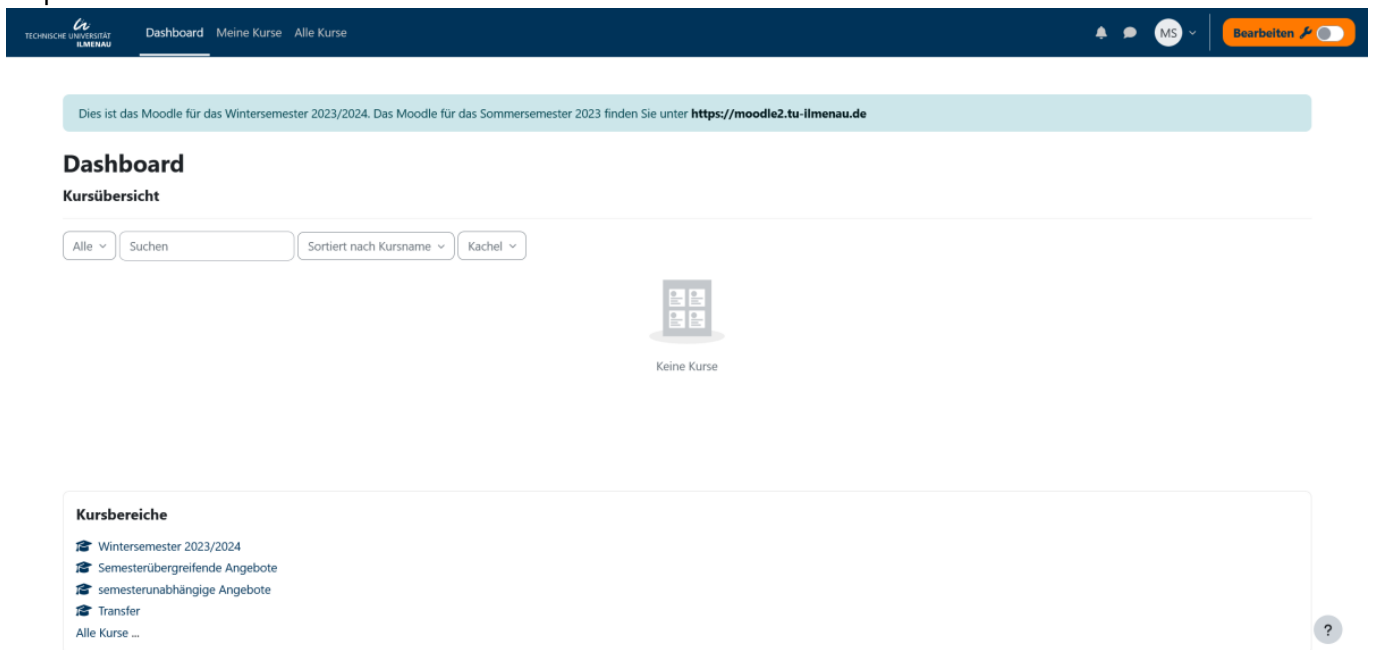 TECHNISCHE UNIVERSITÄT
ILMENAU
Dashboard Meine Kurse Alle Kurse
MS
Bearbeiten
Dies ist das Moodle für das Wintersemester 2023/2024. Das Moodle für das Sommersemester 2023 finden Sie unter https://moodle2.tu-ilmenau.de
Dashboard
Kursübersicht
Alle Suchen Sortiert nach Kursname Kachel
Keine Kurse
Kursbereiche
Wintersemester 2023/2024
Semesterübergreifende Angebote
semesterunabhängige Angebote
Transfer
Alle Kurse ...
?